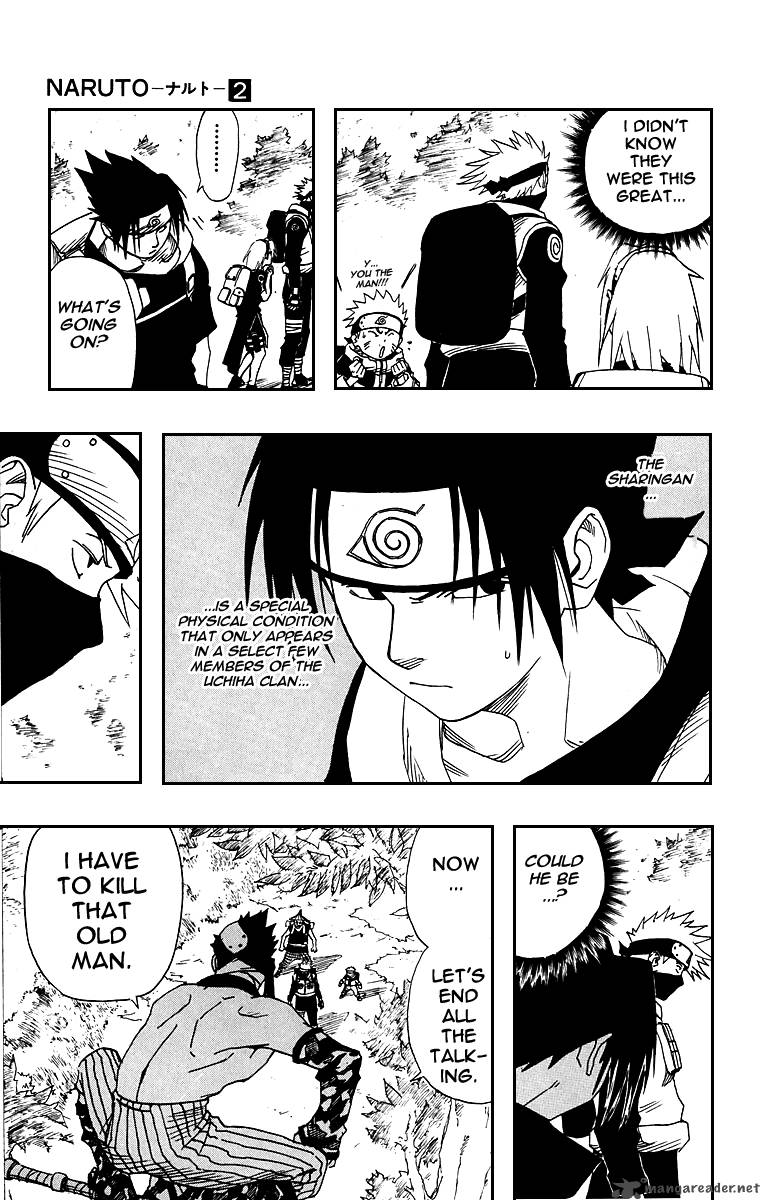 NARUTO -ナルト- 2
I DIDN'T
KNOW
THEY
WERE THIS
GREAT...
Y...
YOU THE
MAN!!!
.........
WHAT'S
GOING
ON?
THE
SHARINGAN
...
...IS A SPECIAL
PHYSICAL CONDITION
THAT ONLY APPEARS
IN A SELECT FEW
MEMBERS OF THE
UCHIHA CLAN...
COULD
HE BE
....?
NOW
...
LET'S
END
ALL
THE
TALK-
ING.
I HAVE
TO KILL
THAT
OLD
MAN.
mangareader.net